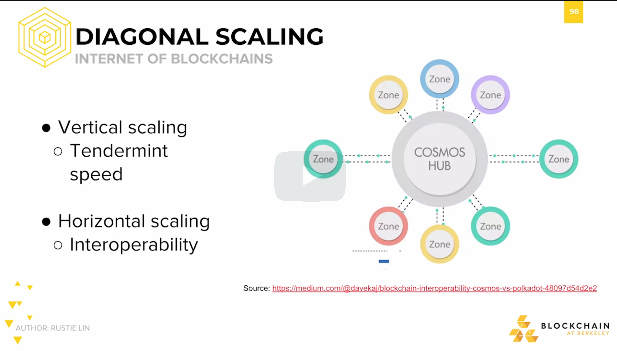 98
DIAGONAL SCALING
INTERNET OF BLOCKCHAINS
● Vertical scaling
○ Tendermint
speed
● Horizontal scaling
○ Interoperability
Zone
Zone
Zone
Zone
COSMOS
HUB
Zone
Zone
Zone
Zone
Source: https://medium.com/@davekaj/blockchain-interoperability-cosmos-vs-polkadot-48097d54d2e2
AUTHOR: RUSTIE LIN
BLOCKCHAIN
AT BERKELEY